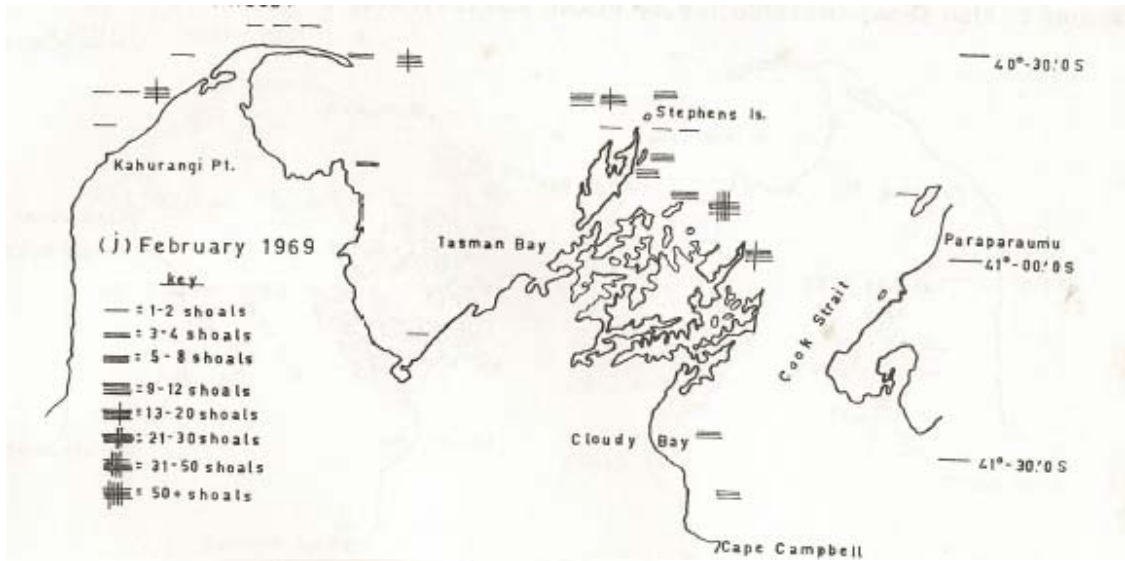 40°-30.'0 S
Stephens Is.
Kahurangi Pt.
(j) February 1969
Tasman Bay
Paraparaumu
41°-00.'0 S
key
= 1-2 shoals
= 3-4 shoals
= 5-8 shoals
= 9-12 shoals
= 13-20 shoals
= 21-30 shoals
= 31-50 shoals
= 50+ shoals
Cook Strait
Cloudy Bay
41°-30.'0 S
Cape Campbell